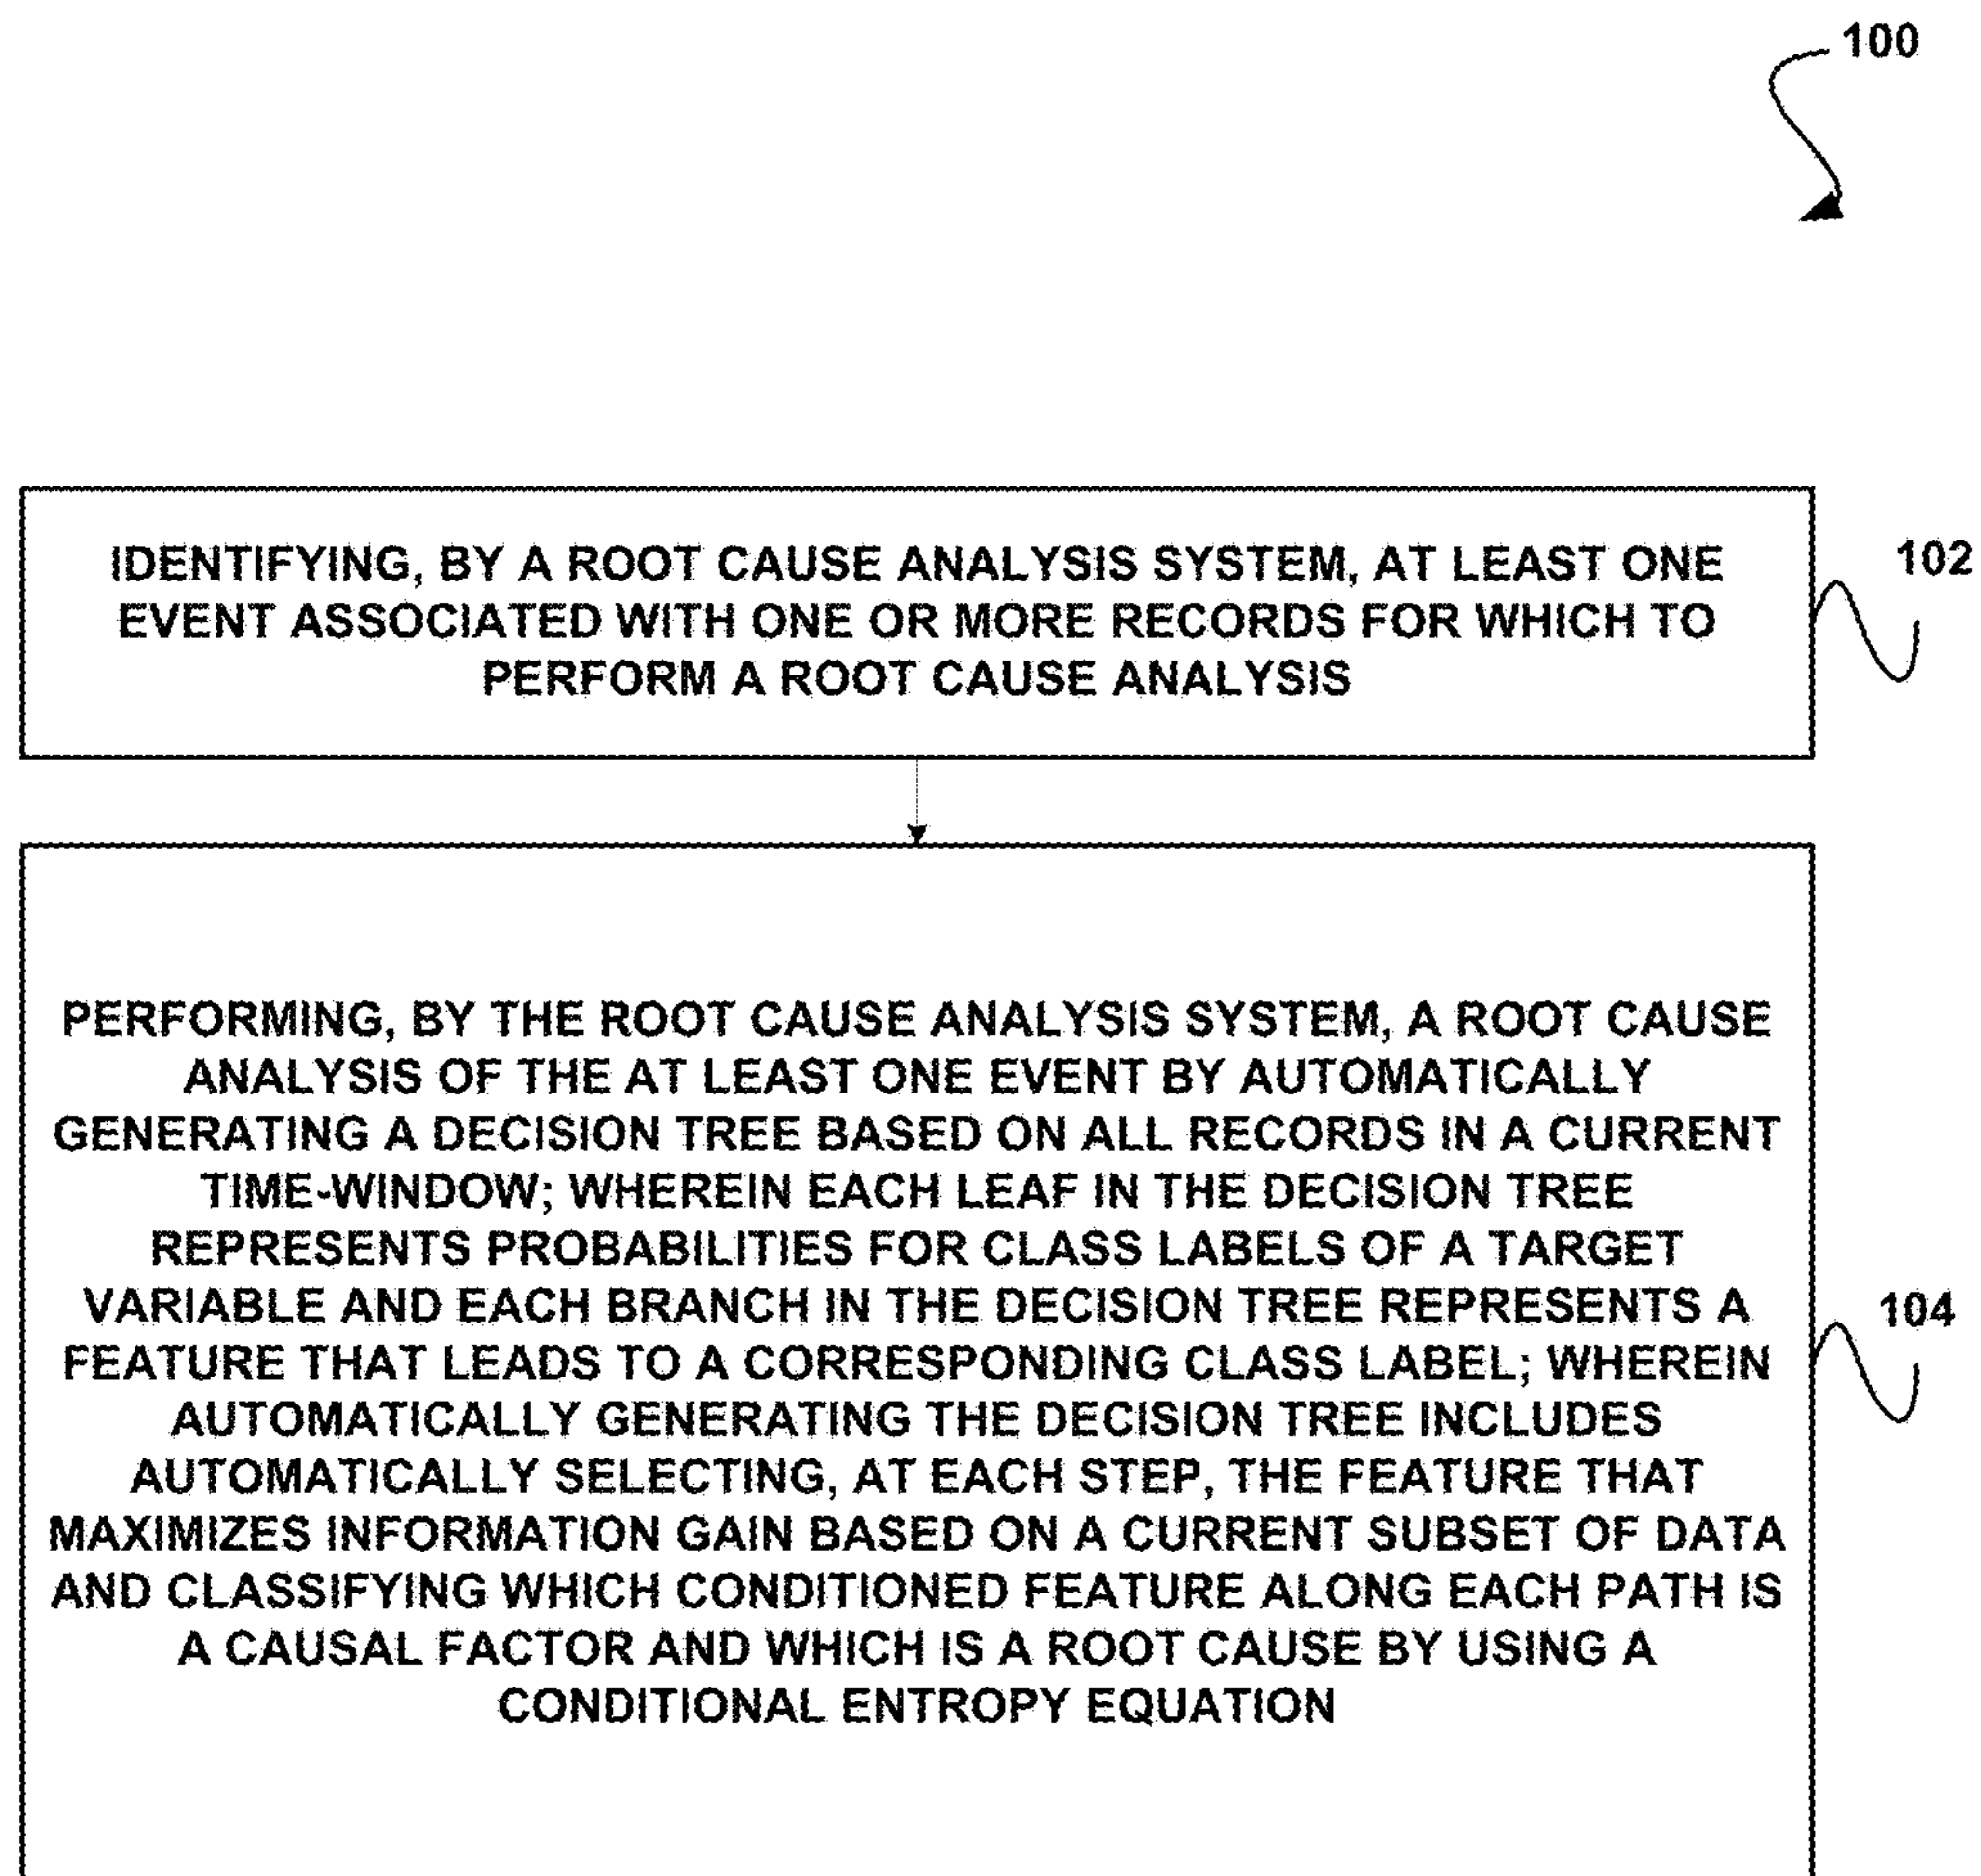 100
IDENTIFYING, BY A ROOT CAUSE ANALYSIS SYSTEM, AT LEAST ONE
EVENT ASSOCIATED WITH ONE OR MORE RECORDS FOR WHICH TO
PERFORM A ROOT CAUSE ANALYSIS
102
PERFORMING, BY THE ROOT CAUSE ANALYSIS SYSTEM, A ROOT CAUSE
ANALYSIS OF THE AT LEAST ONE EVENT BY AUTOMATICALLY
GENERATING A DECISION TREE BASED ON ALL RECORDS IN A CURRENT
TIME-WINDOW; WHEREIN EACH LEAF IN THE DECISION TREE
REPRESENTS PROBABILITIES FOR CLASS LABELS OF A TARGET
VARIABLE AND EACH BRANCH IN THE DECISION TREE REPRESENTS A
FEATURE THAT LEADS TO A CORRESPONDING CLASS LABEL; WHEREIN
AUTOMATICALLY GENERATING THE DECISION TREE INCLUDES
AUTOMATICALLY SELECTING, AT EACH STEP, THE FEATURE THAT
MAXIMIZES INFORMATION GAIN BASED ON A CURRENT SUBSET OF DATA
AND CLASSIFYING WHICH CONDITIONED FEATURE ALONG EACH PATH IS
A CAUSAL FACTOR AND WHICH IS A ROOT CAUSE BY USING A
CONDITIONAL ENTROPY EQUATION
104